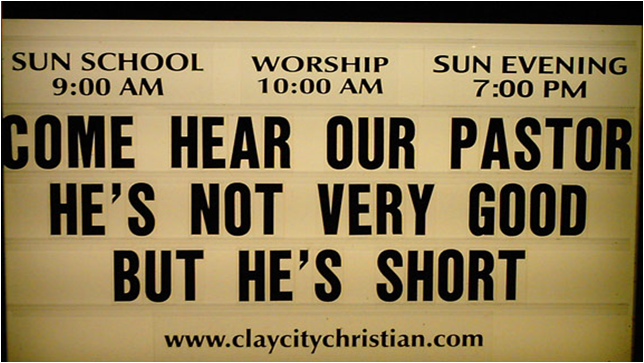 SUN SCHOOL WORSHIP SUN EVENING
9:00 AM 10:00 AM 7:00 PM
COME HEAR OUR PASTOR
HE'S NOT VERY GOOD
BUT HE'S SHORT
www.claycitychristian.com